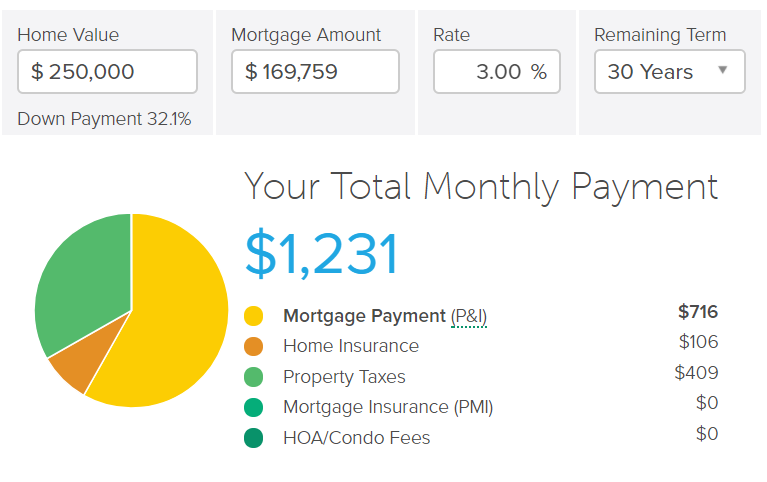 Home Value
Mortgage Amount
Rate
Remaining Term
$ 250,000
$ 169,759
3.00 %
30 Years
Down Payment 32.1%
Your Total Monthly Payment
$1,231
Mortgage Payment (P&I) $716
Home Insurance $106
Property Taxes $409
Mortgage Insurance (PMI) $0
HOA/Condo Fees $0